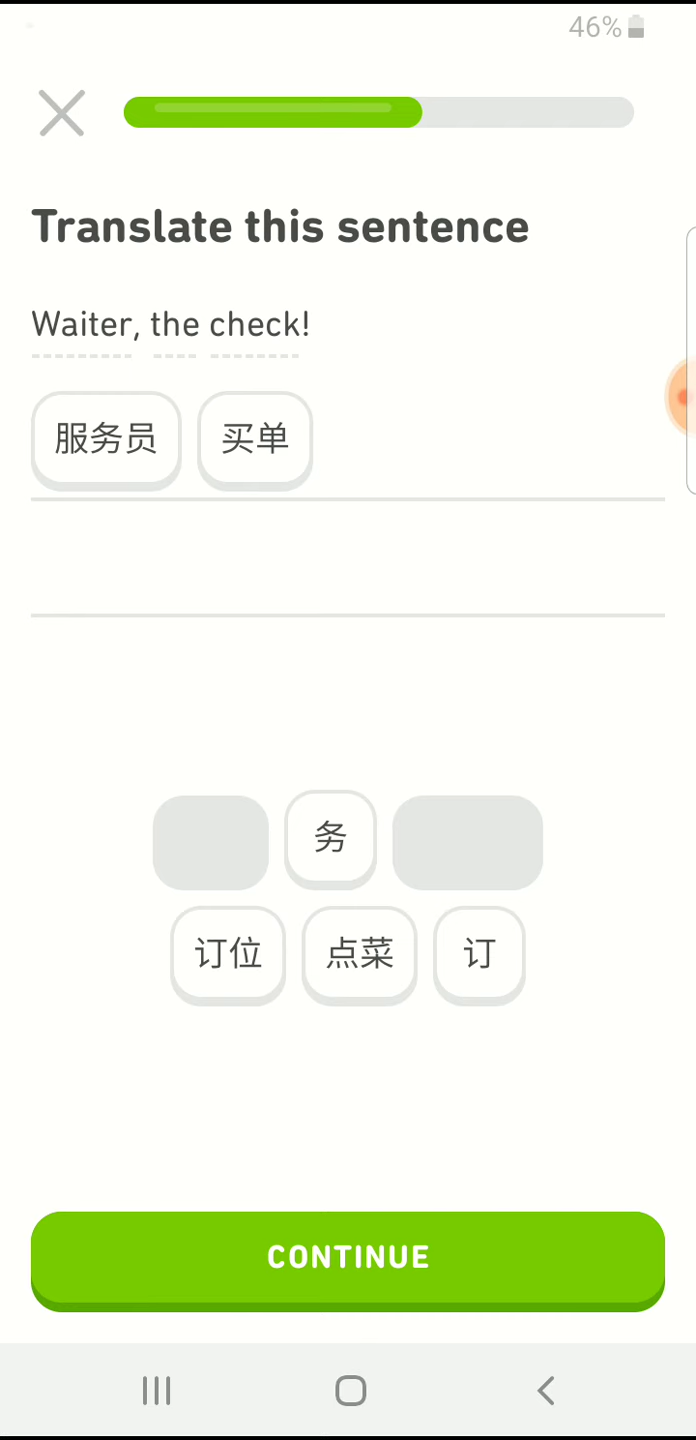 46%
Translate this sentence
Waiter, the check!
服务员 买单
务
订位 点菜 订
CONTINUE